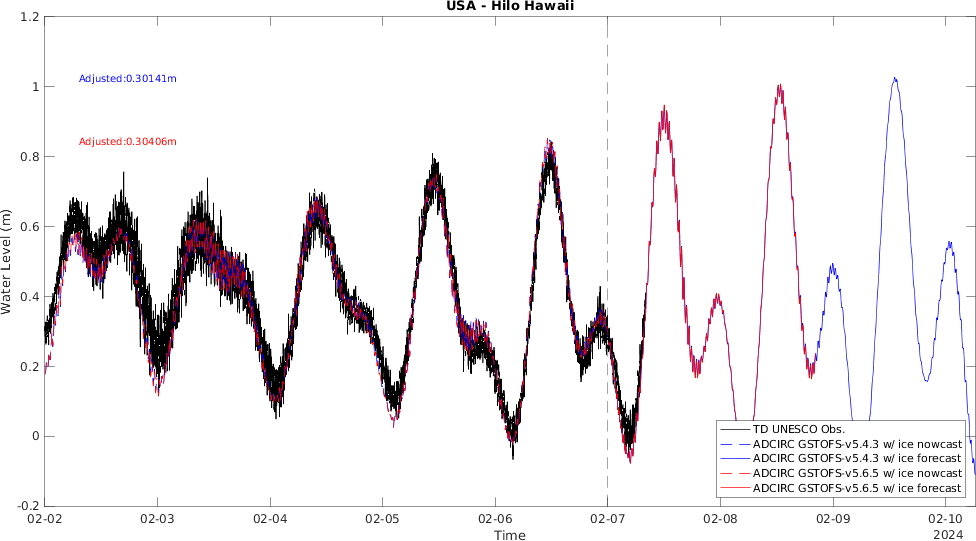 USA - Hilo Hawaii
1.2
1
0.8
0.6
0.4
0.2
0
-0.2
Water Level (m)
Adjusted:0.30141m
Adjusted:0.30406m
TD UNESCO Obs.
ADCIRC GSTOFS-v5.4.3 w/ ice nowcast
ADCIRC GSTOFS-v5.4.3 w/ ice forecast
ADCIRC GSTOFS-v5.6.5 w/ ice nowcast
ADCIRC GSTOFS-v5.6.5 w/ ice forecast
02-02 02-03 02-04 02-05 02-06 02-07 02-08 02-09 02-10
Time
2024